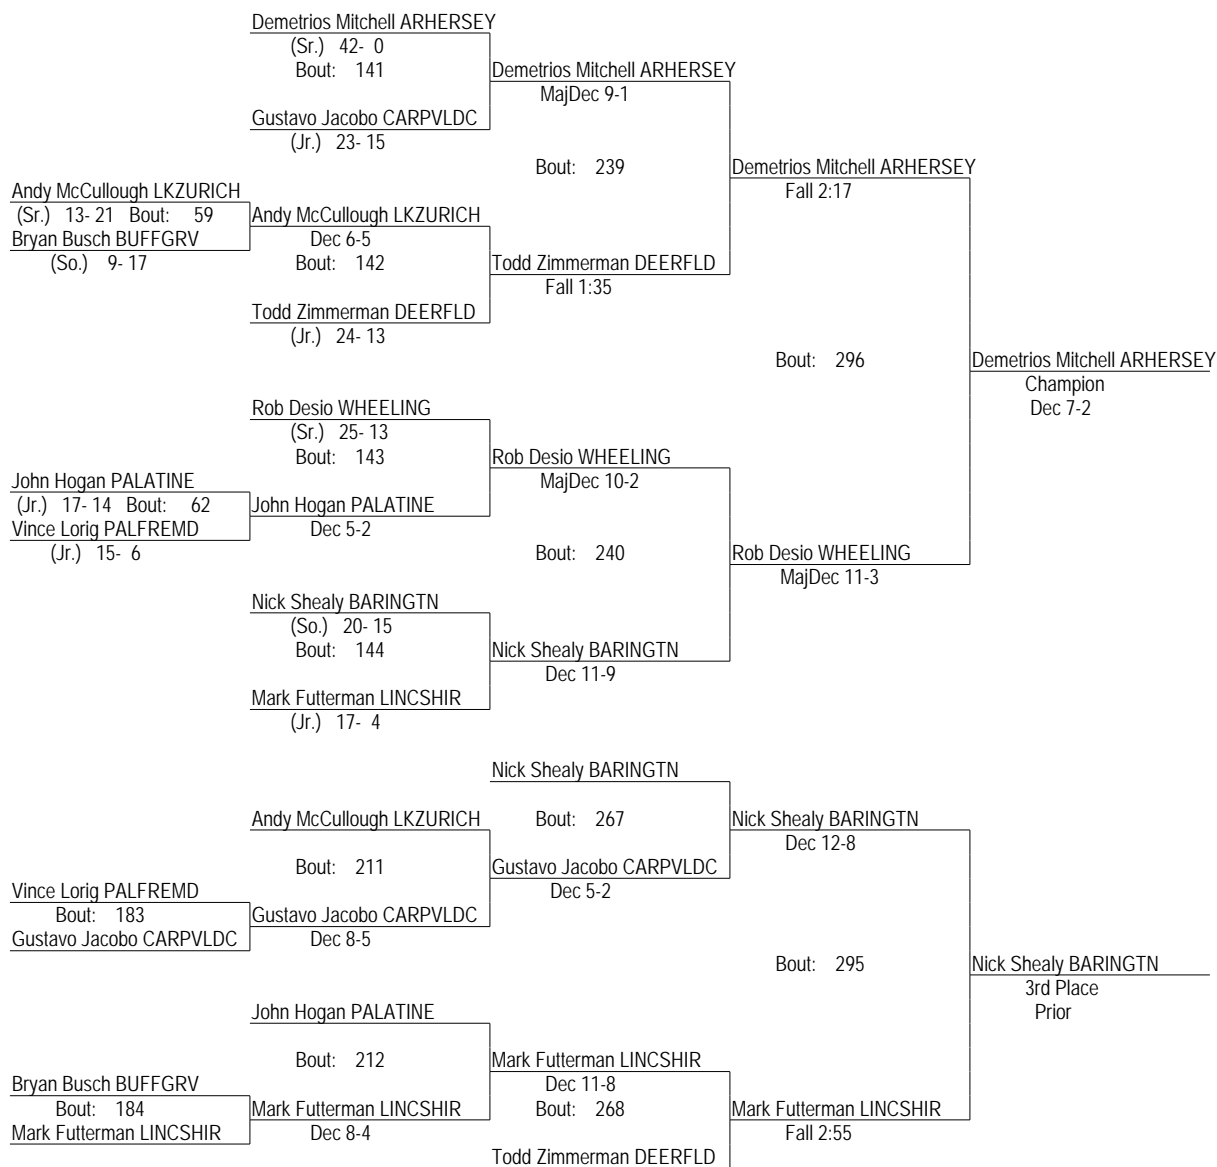 Demetrios Mitchell ARHERSEY
(Sr.) 42- 0
Bout: 141
Demetrios Mitchell ARHERSEY
MajDec 9-1
Gustavo Jacobo CARPVLDC
(Jr.) 23- 15
Bout: 239
Demetrios Mitchell ARHERSEY
Fall 2:17
Andy McCullough LKZURICH
(Sr.) 13- 21 Bout: 59
Andy McCullough LKZURICH
Bryan Busch BUFFGRV
Dec 6-5
(So.) 9- 17
Bout: 142
Todd Zimmerman DEERFLD
Fall 1:35
Todd Zimmerman DEERFLD
(Jr.) 24- 13
Bout: 296
Demetrios Mitchell ARHERSEY
Champion
Dec 7-2
Rob Desio WHEELING
(Sr.) 25- 13
Bout: 143
Rob Desio WHEELING
MajDec 10-2
John Hogan PALATINE
(Jr.) 17- 14 Bout: 62
John Hogan PALATINE
Vince Lorig PALFREMD
Dec 5-2
(Jr.) 15- 6
Bout: 240
Rob Desio WHEELING
MajDec 11-3
Nick Shealy BARINGTN
(So.) 20- 15
Bout: 144
Nick Shealy BARINGTN
Dec 11-9
Mark Futterman LINCSHIR
(Jr.) 17- 4
Nick Shealy BARINGTN
Andy McCullough LKZURICH
Bout: 267
Nick Shealy BARINGTN
Dec 12-8
Bout: 211
Gustavo Jacobo CARPVLDC
Dec 5-2
Vince Lorig PALFREMD
Bout: 183
Gustavo Jacobo CARPVLDC
Gustavo Jacobo CARPVLDC
Dec 8-5
Bout: 295
Nick Shealy BARINGTN
3rd Place
Prior
John Hogan PALATINE
Bout: 212
Mark Futterman LINCSHIR
Dec 11-8
Bryan Busch BUFFGRV
Bout: 184
Mark Futterman LINCSHIR
Bout: 268
Mark Futterman LINCSHIR
Mark Futterman LINCSHIR
Dec 8-4
Fall 2:55
Todd Zimmerman DEERFLD